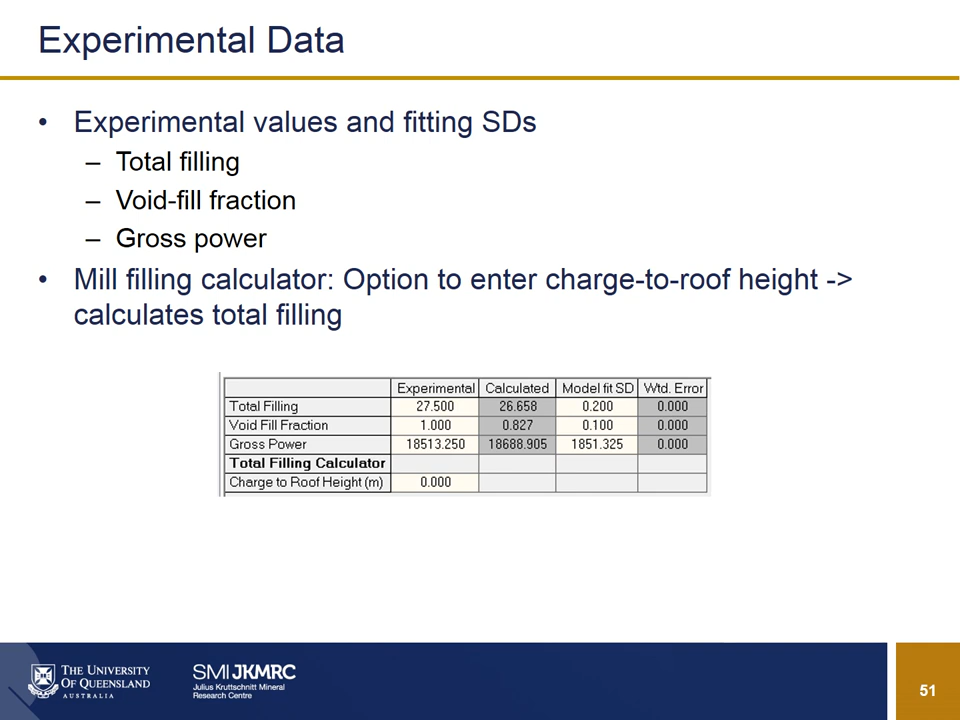 Experimental Data
• Experimental values and fitting SDs
– Total filling
– Void-fill fraction
– Gross power
• Mill filling calculator: Option to enter charge-to-roof height ->
calculates total filling
Experimental Calculated Model fit SD Wtd. Error
Total Filling 27.500 26.658 0.200 0.000
Void Fill Fraction 1.000 0.827 0.100 0.000
Gross Power 18513.250 18688.905 1851.325 0.000
Total Filling Calculator
Charge to Roof Height (m) 0.000
THE UNIVERSITY
OF QUEENSLAND
AUSTRALIA
SMI JKMRC
Julius Kruttschnitt Mineral
Research Centre
51